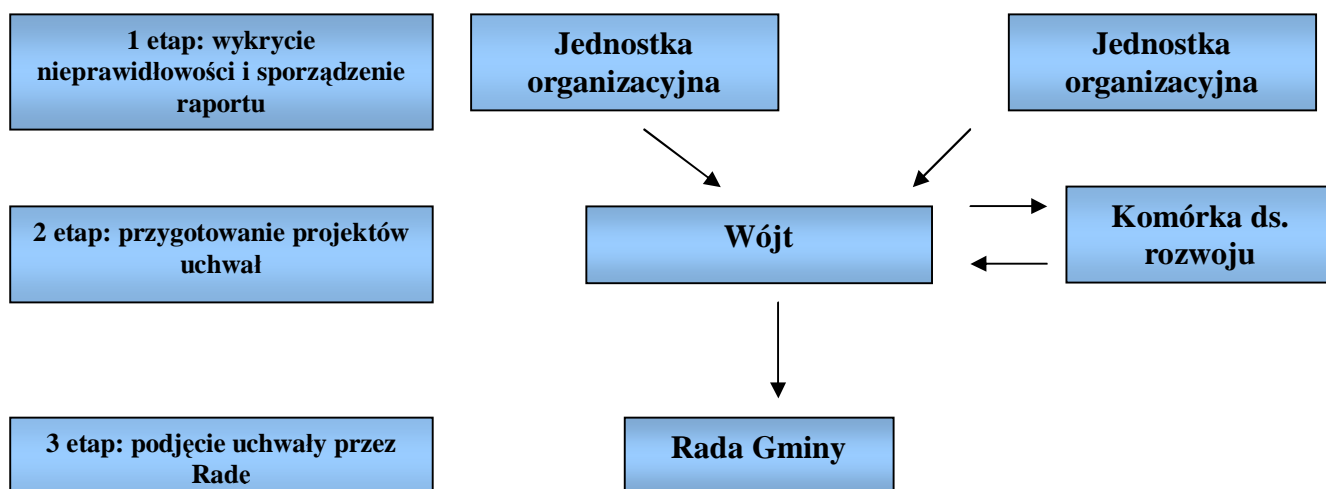 1 etap: wykrycie
nieprawidłowości i sporządzenie
raportu
Jednostka
organizacyjna
Jednostka
organizacyjna
2 etap: przygotowanie projektów
uchwał
Wójt
Komórka ds.
rozwoju
3 etap: podjęcie uchwały przez
Rade
Rada Gminy